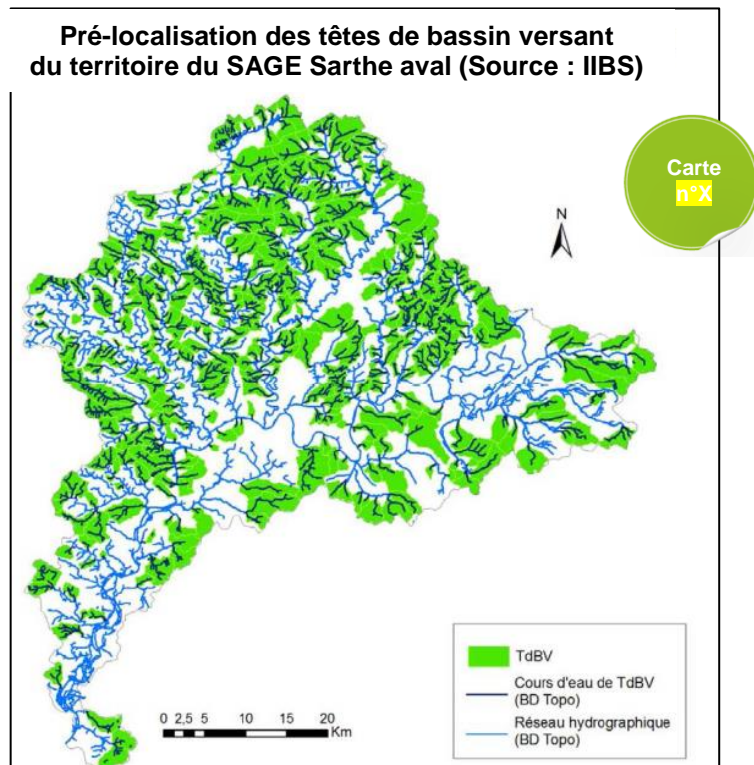 Pré-localisation des têtes de bassin versant
du territoire du SAGE Sarthe aval (Source : IIBS)
Carte
n°X
N
TdBV
Cours d'eau de TdBV
(BD Topo)
Réseau hydrographique
(BD Topo)
0 2,5 5 10 15 20
Km